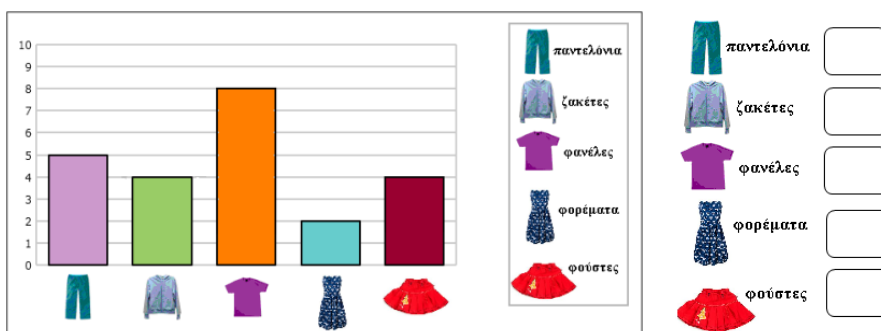 10
9
8
7
6
5
4
3
2
1
0
παντελόνια
ζακέτες
φανέλες
φορέματα
φούστες
παντελόνια
ζακέτες
φανέλες
φορέματα
φούστες